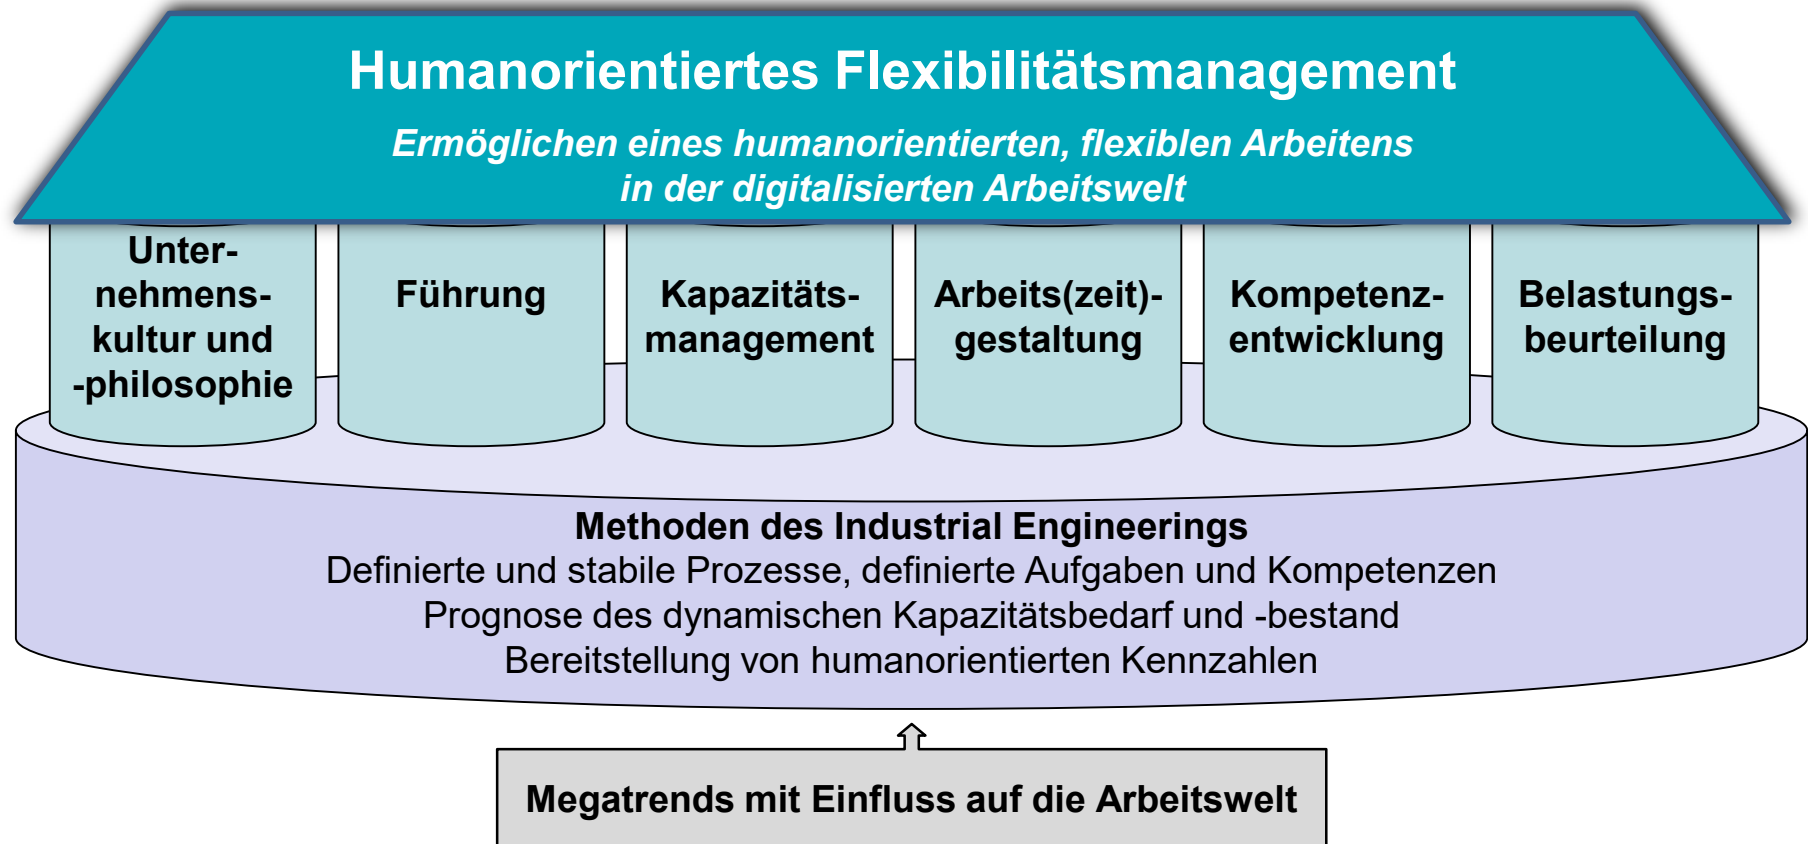 Humanorientiertes Flexibilitätsmanagement
Ermöglichen eines humanorientierten, flexiblen Arbeitens
in der digitalisierten Arbeitswelt
Unter-
nehmens-
kultur und
-philosophie
Führung
Kapazitäts-
management
Arbeits(zeit)-
gestaltung
Kompetenz-
entwicklung
Belastungs-
beurteilung
Methoden des Industrial Engineerings
Definierte und stabile Prozesse, definierte Aufgaben und Kompetenzen
Prognose des dynamischen Kapazitätsbedarf und -bestand
Bereitstellung von humanorientierten Kennzahlen
Megatrends mit Einfluss auf die Arbeitswelt